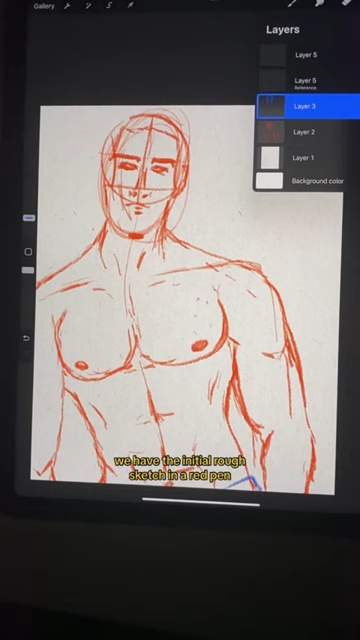 Gallery
Layers
Layer 5
Layer 5
Reference
Layer 3
Layer 2
Layer 1
Background color
we have the initial rough
sketch in a red pen